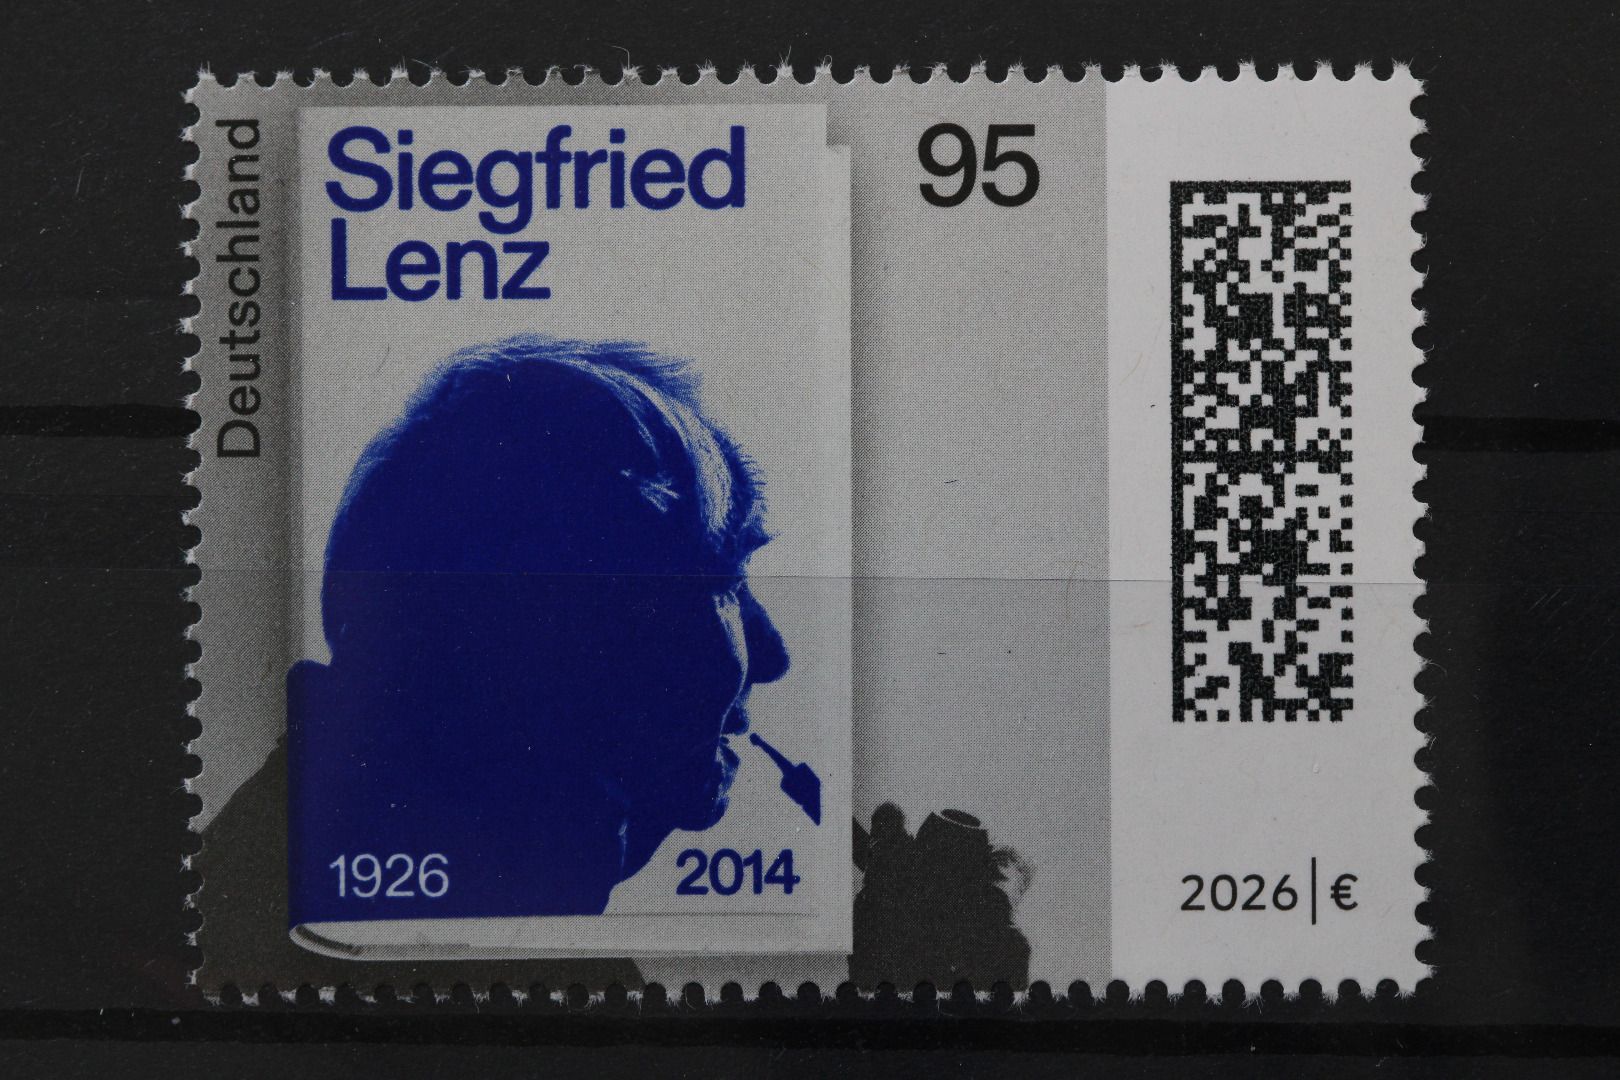 Deutschland
Siegfried
Lenz
95
1926
2014
2026|€